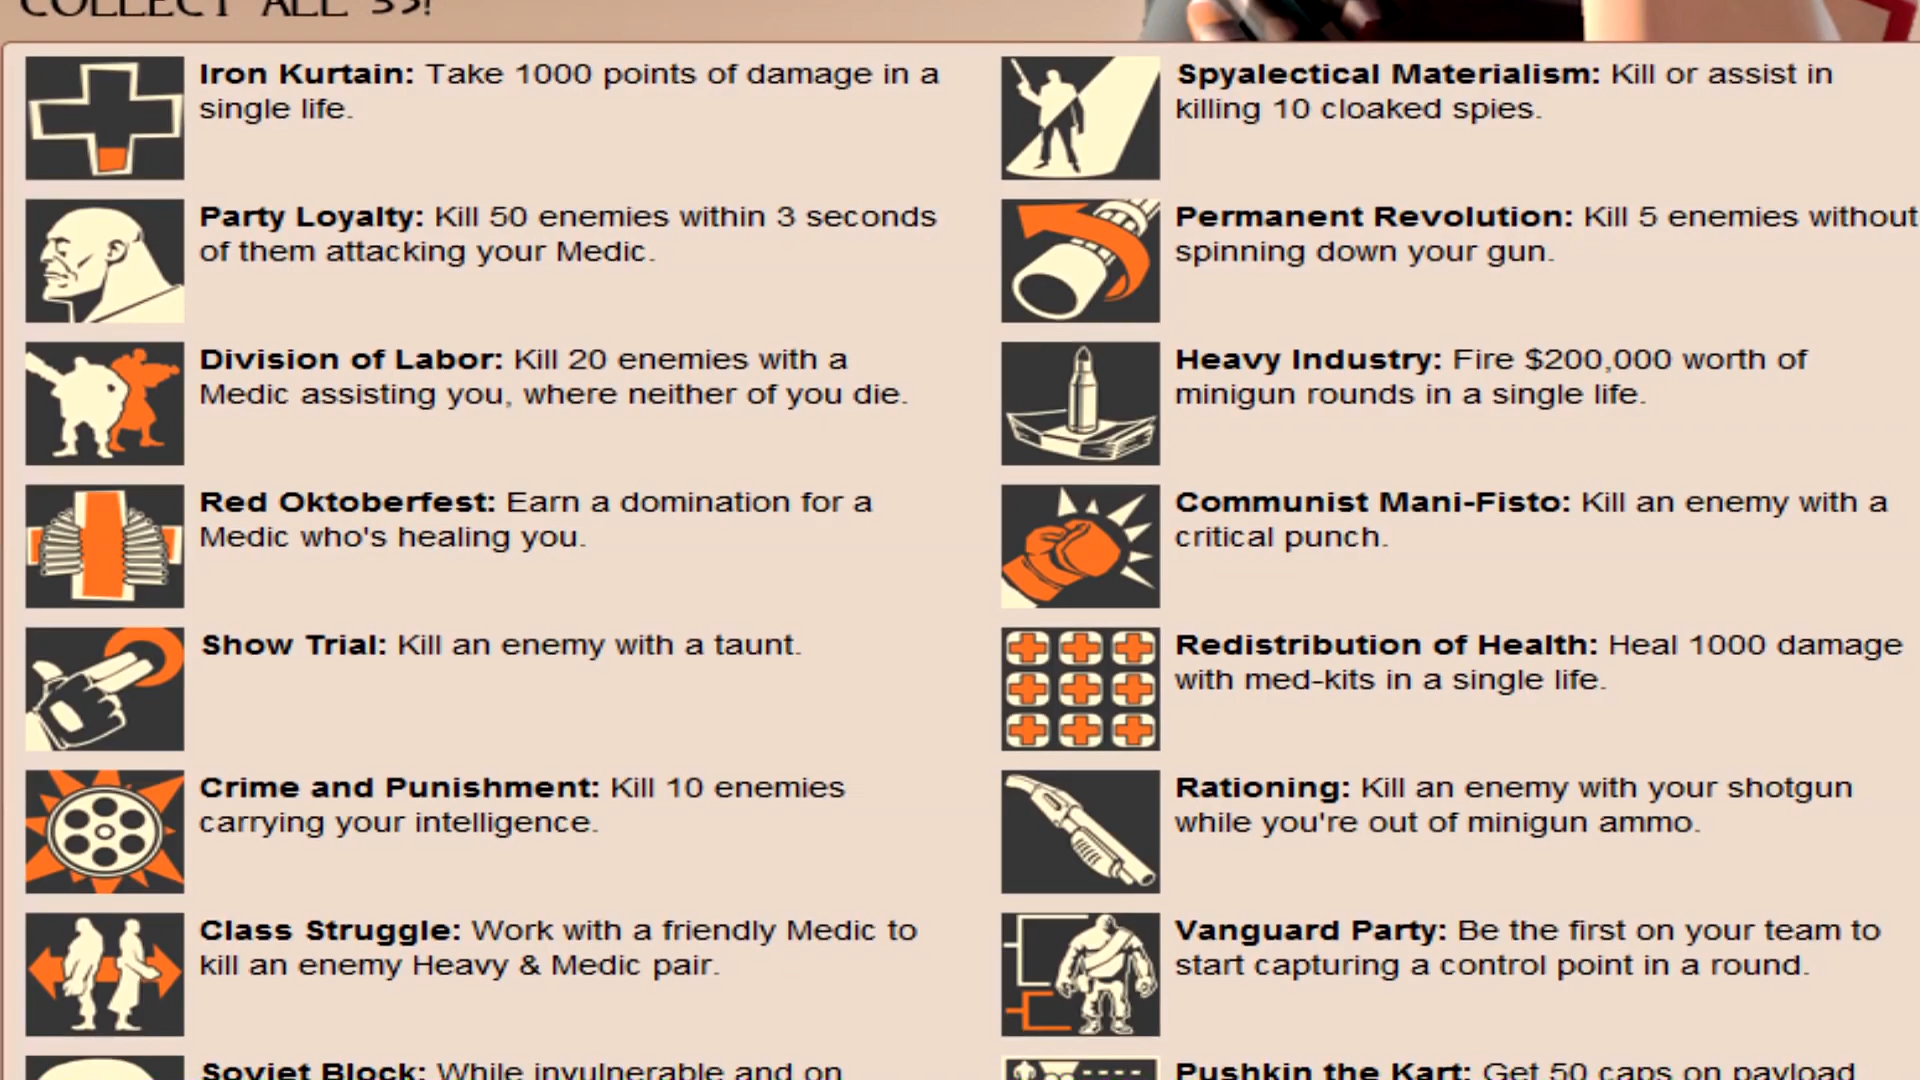 COLLECT ALL 35!
Iron Kurtain: Take 1000 points of damage in a
single life.
Party Loyalty: Kill 50 enemies within 3 seconds
of them attacking your Medic.
Division of Labor: Kill 20 enemies with a
Medic assisting you, where neither of you die.
Red Oktoberfest: Earn a domination for a
Medic who's healing you.
Show Trial: Kill an enemy with a taunt.
Crime and Punishment: Kill 10 enemies
carrying your intelligence.
Class Struggle: Work with a friendly Medic to
kill an enemy Heavy & Medic pair.
Soviet Block: While invulnerable and on
Spyalectical Materialism: Kill or assist in
killing 10 cloaked spies.
Permanent Revolution: Kill 5 enemies without
spinning down your gun.
Heavy Industry: Fire $200,000 worth of
minigun rounds in a single life.
Communist Mani-Fisto: Kill an enemy with a
critical punch.
Redistribution of Health: Heal 1000 damage
with med-kits in a single life.
Rationing: Kill an enemy with your shotgun
while you're out of minigun ammo.
Vanguard Party: Be the first on your team to
start capturing a control point in a round.
Pushkin the Kart: Get 50 caps on payload